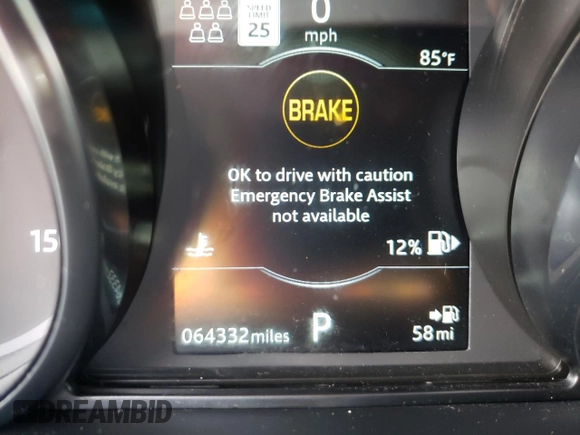 SPEED
LIMIT
25
0
mph
85°F
BRAKE
OK to drive with caution
Emergency Brake Assist
not available
15
12%
064332 miles
P
58 mi
DREAMBID